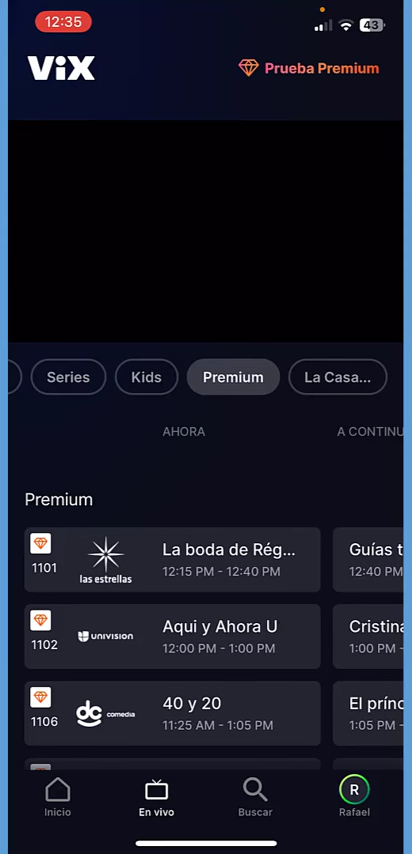 12:35
43
ViX
Prueba Premium
Series
Kids
Premium
La Casa...
AHORA
A CONTINU
Premium
1101
las estrellas
La boda de Rég...
12:15 PM - 12:40 PM
Guías t
12:40 PM
1102
UNIVISION
Aqui y Ahora U
12:00 PM - 1:00 PM
Cristina
1:00 PM -
1106
dc comedia
40 y 20
11:25 AM - 1:05 PM
El prínc
1:05 PM -
Inicio
En vivo
Buscar
R
Rafael